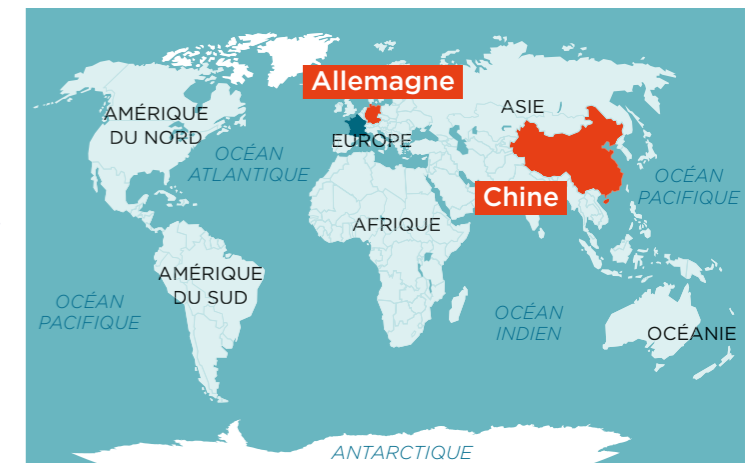 Allemagne
AMÉRIQUE
DU NORD
ASIE
EUROPE
OCÉAN
ATLANTIQUE
OCÉAN
PACIFIQUE
Chine
AFRIQUE
AMÉRIQUE
DU SUD
OCÉAN
PACIFIQUE
OCÉAN
INDIEN
OCÉANIE
ANTARCTIQUE